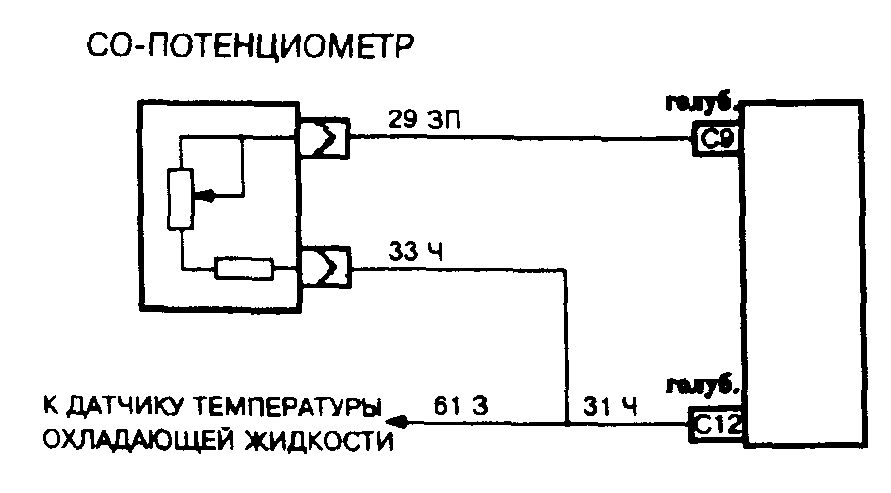 СО-ПОТЕНЦИОМЕТР
голуб.
29 ЗП
С9
33 Ч
голуб.
К ДАТЧИКУ ТЕМПЕРАТУРЫ
ОХЛАДАЮЩЕЙ ЖИДКОСТИ
61 З
31 Ч
С12